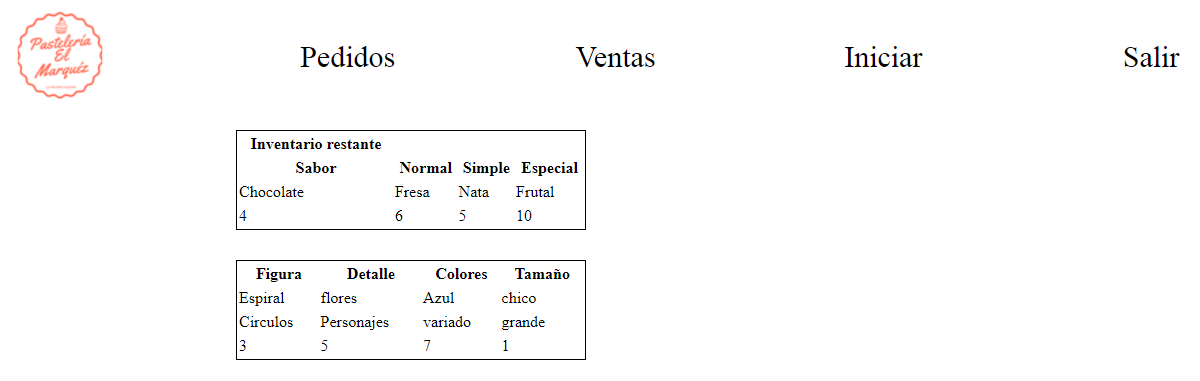 Pastelería
El
Marquéz
Pedidos Ventas Iniciar Salir
Inventario restante
Sabor Normal Simple Especial
Chocolate Fresa Nata Frutal
4 6 5 10
Figura Detalle Colores Tamaño
Espiral flores Azul chico
Circulos Personajes variado grande
3 5 7 1